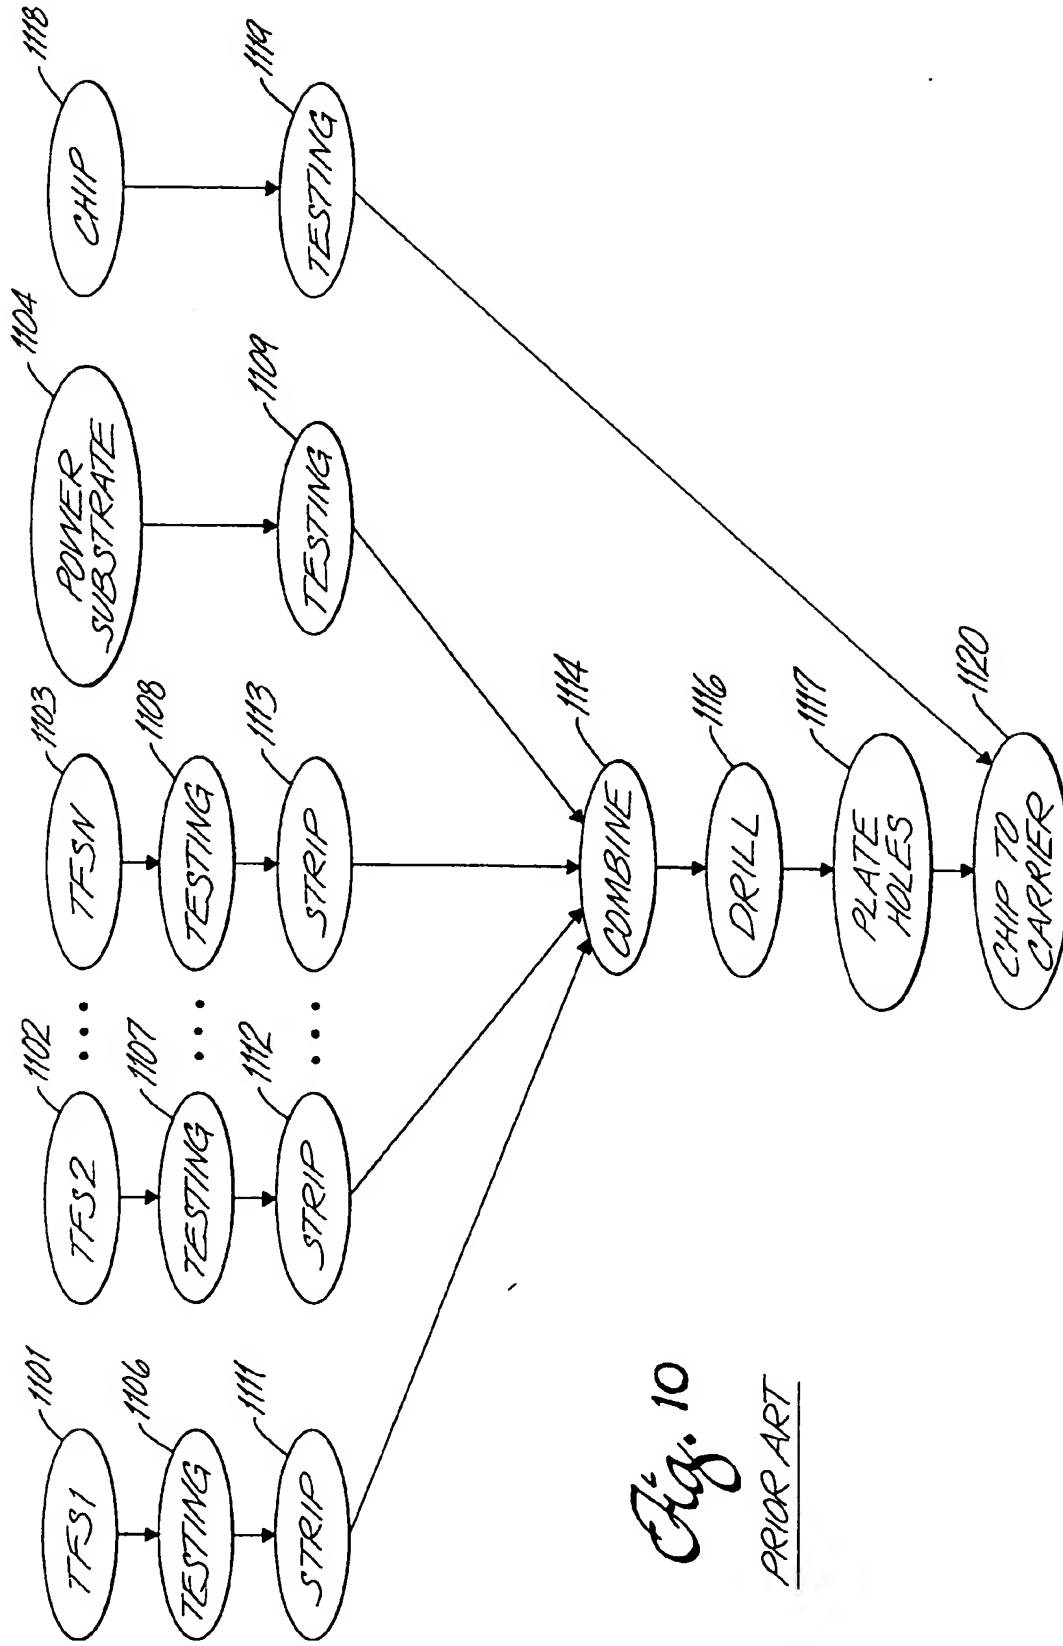 1101
TFS1
1102
TFS2
1103
TFSN
1104
POWER
SUBSTRATE
1118
CHIP
1106
TESTING
1107
TESTING
1108
TESTING
1109
TESTING
1119
TESTING
1111
STRIP
1112
STRIP
1113
STRIP
1114
COMBINE
1116
DRILL
1117
PLATE
HOLES
1120
CHIP TO
CARRIER
Fig. 10
PRIOR ART